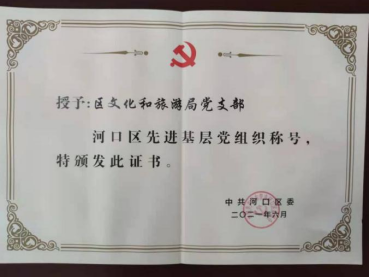 授予:区文化和旅游局党支部
河口区先进基层党组织称号，
特颁发此证书。
中共河口区委
二〇二一年六月